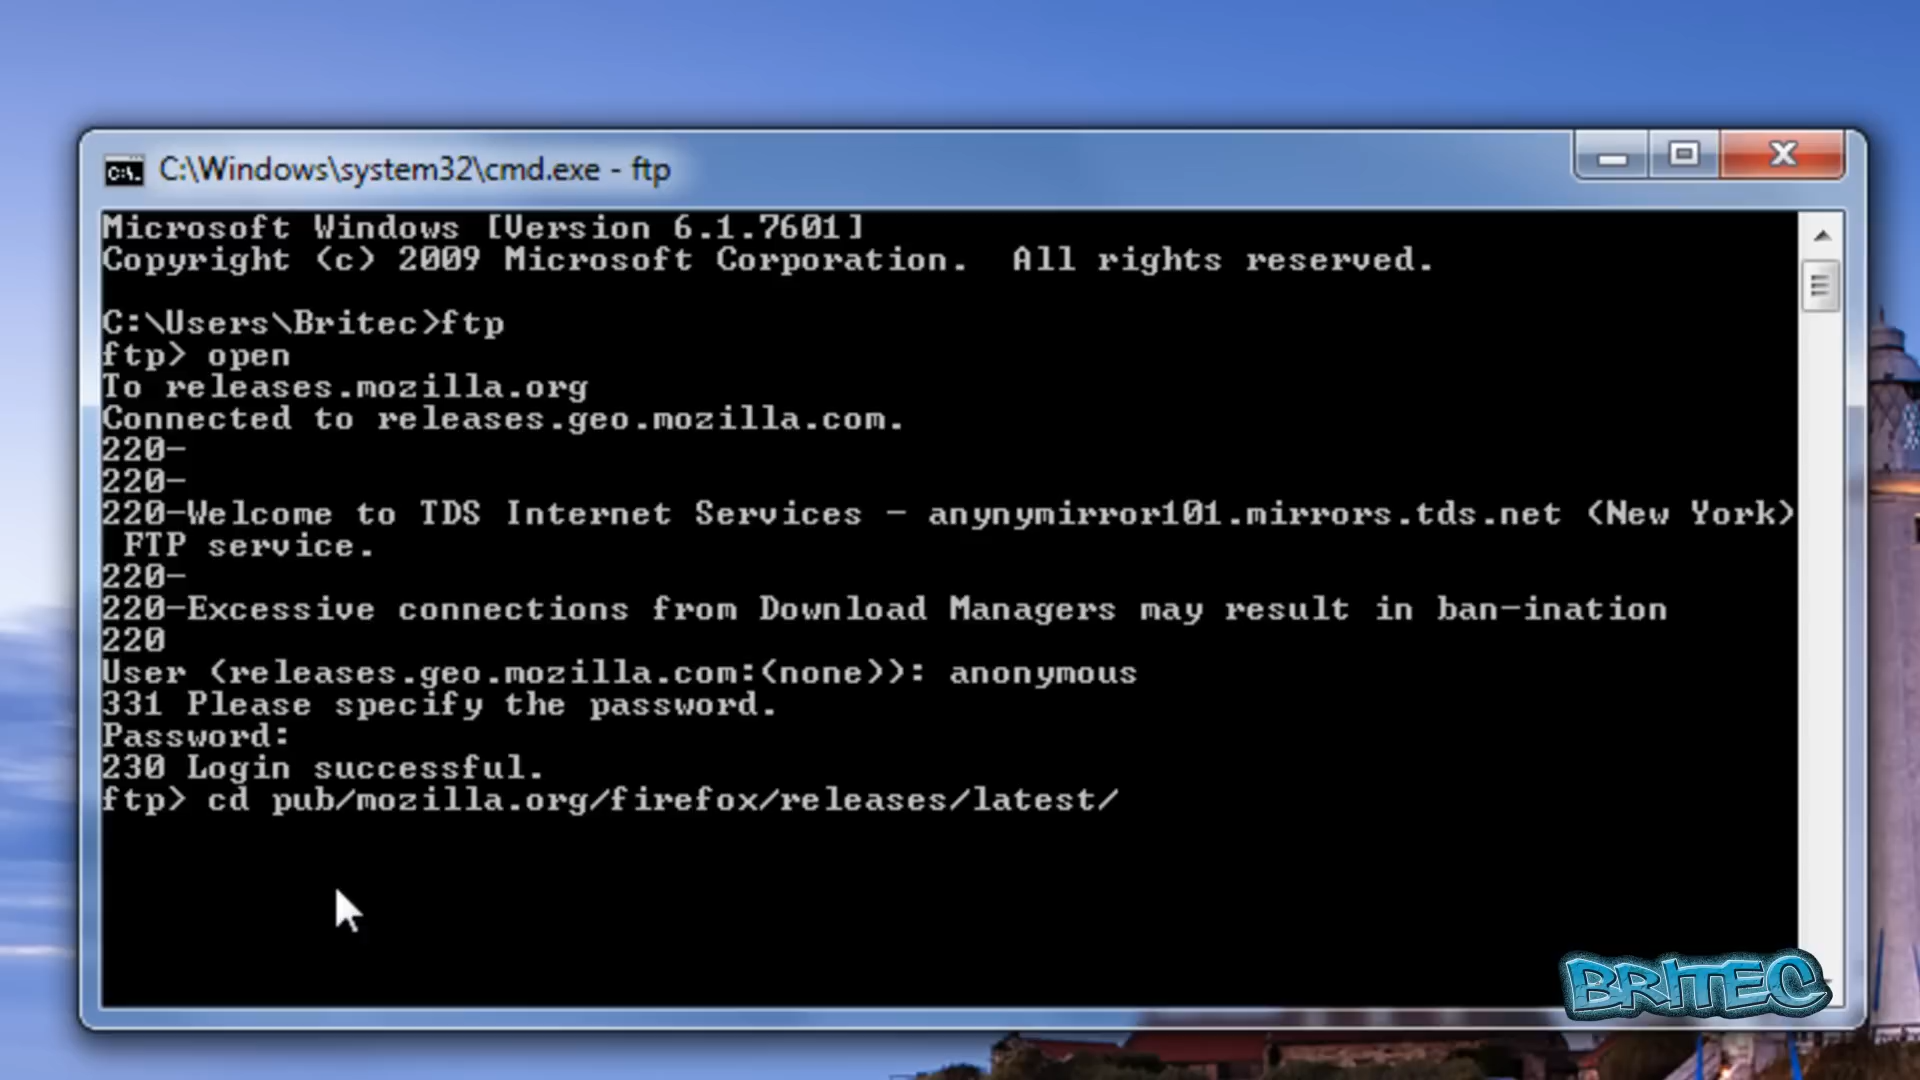 C:\Windows\system32\cmd.exe - ftp
Microsoft Windows [Version 6.1.7601]
Copyright (c) 2009 Microsoft Corporation.  All rights reserved.
C:\Users\Britec>ftp
ftp> open
To releases.mozilla.org
Connected to releases.geo.mozilla.com.
220-
220-
220-Welcome to TDS Internet Services - anynymirror101.mirrors.tds.net (New York)
FTP service.
220-
220-Excessive connections from Download Managers may result in ban-ination
220
User (releases.geo.mozilla.com:(none)): anonymous
331 Please specify the password.
Password:
230 Login successful.
ftp> cd pub/mozilla.org/firefox/releases/latest/
BRITEC